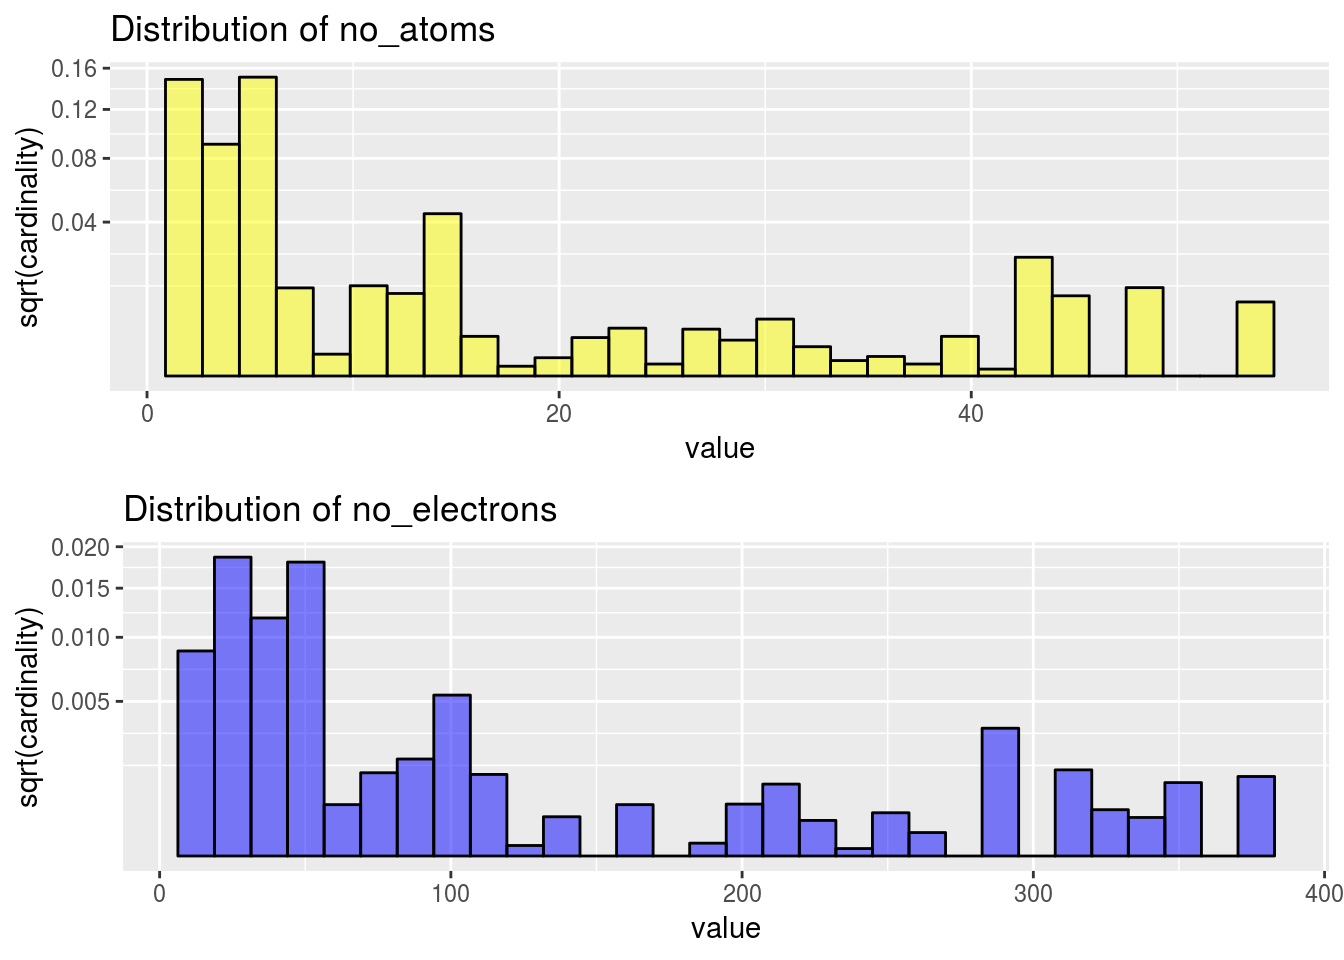 Distribution of no_atoms
0.16
0.12
0.08
0.04
sqrt(cardinality)
0 20 40
value
Distribution of no_electrons
0.020
0.015
0.010
0.005
sqrt(cardinality)
0 100 200 300 400
value